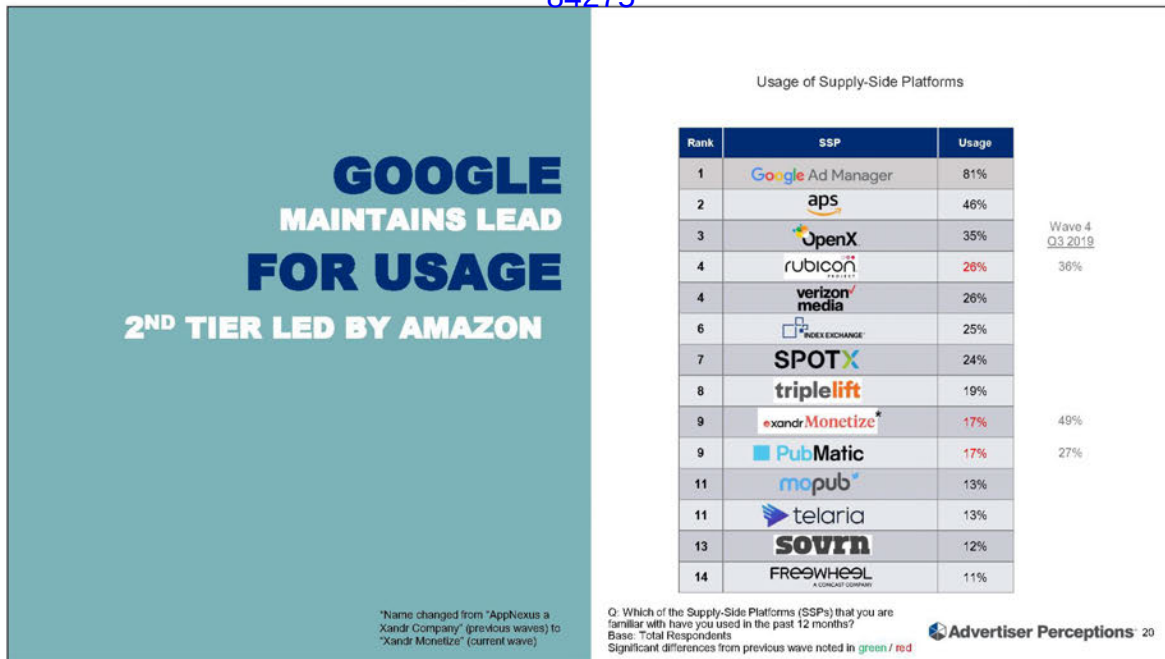 84275
GOOGLE
MAINTAINS LEAD
FOR USAGE
2ND TIER LED BY AMAZON
*Name changed from "AppNexus a
Xandr Company" (previous waves) to
"Xandr Monetize" (current wave)
Usage of Supply-Side Platforms
Rank SSP Usage
1 Google Ad Manager 81%
2 aps 46%
3 OpenX 35%
Wave 4
Q3 2019
4 rubicon PROJECT 26% 36%
4 verizon media 26%
6 INDEX EXCHANGE 25%
7 SPOTX 24%
8 triplelift 19%
9 xandr Monetize* 17% 49%
9 PubMatic 17% 27%
11 mopub 13%
11 telaria 13%
13 sovrn 12%
14 FREEWHEEL A COMCAST COMPANY 11%
Q: Which of the Supply-Side Platforms (SSPs) that you are
familiar with have you used in the past 12 months?
Base: Total Respondents
Significant differences from previous wave noted in green / red
Advertiser Perceptions 20